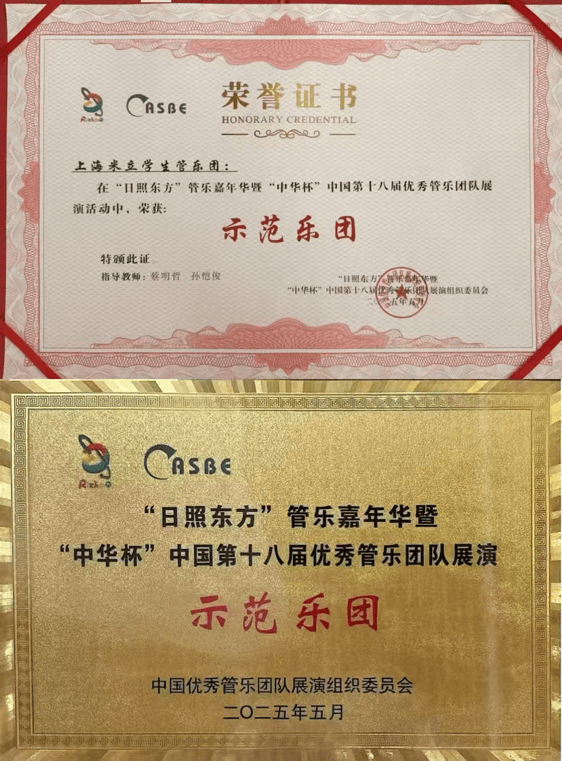 Rizhao
CASBE
荣誉证书
HONORARY CREDENTIAL
上海米立学生管乐团：
在“日照东方”管乐嘉年华暨“中华杯”中国第十八届优秀管乐团队展
演活动中，荣获：
示范乐团
特颁此证
指导教师：蔡明哲 孙恺俊
“日照东方”管乐嘉年华暨
“中华杯”中国第十八届优秀管乐团队展演组织委员会
二〇二五年五月
Rizhao
CASBE
“日照东方”管乐嘉年华暨
“中华杯”中国第十八届优秀管乐团队展演
示范乐团
中国优秀管乐团队展演组织委员会
二〇二五年五月